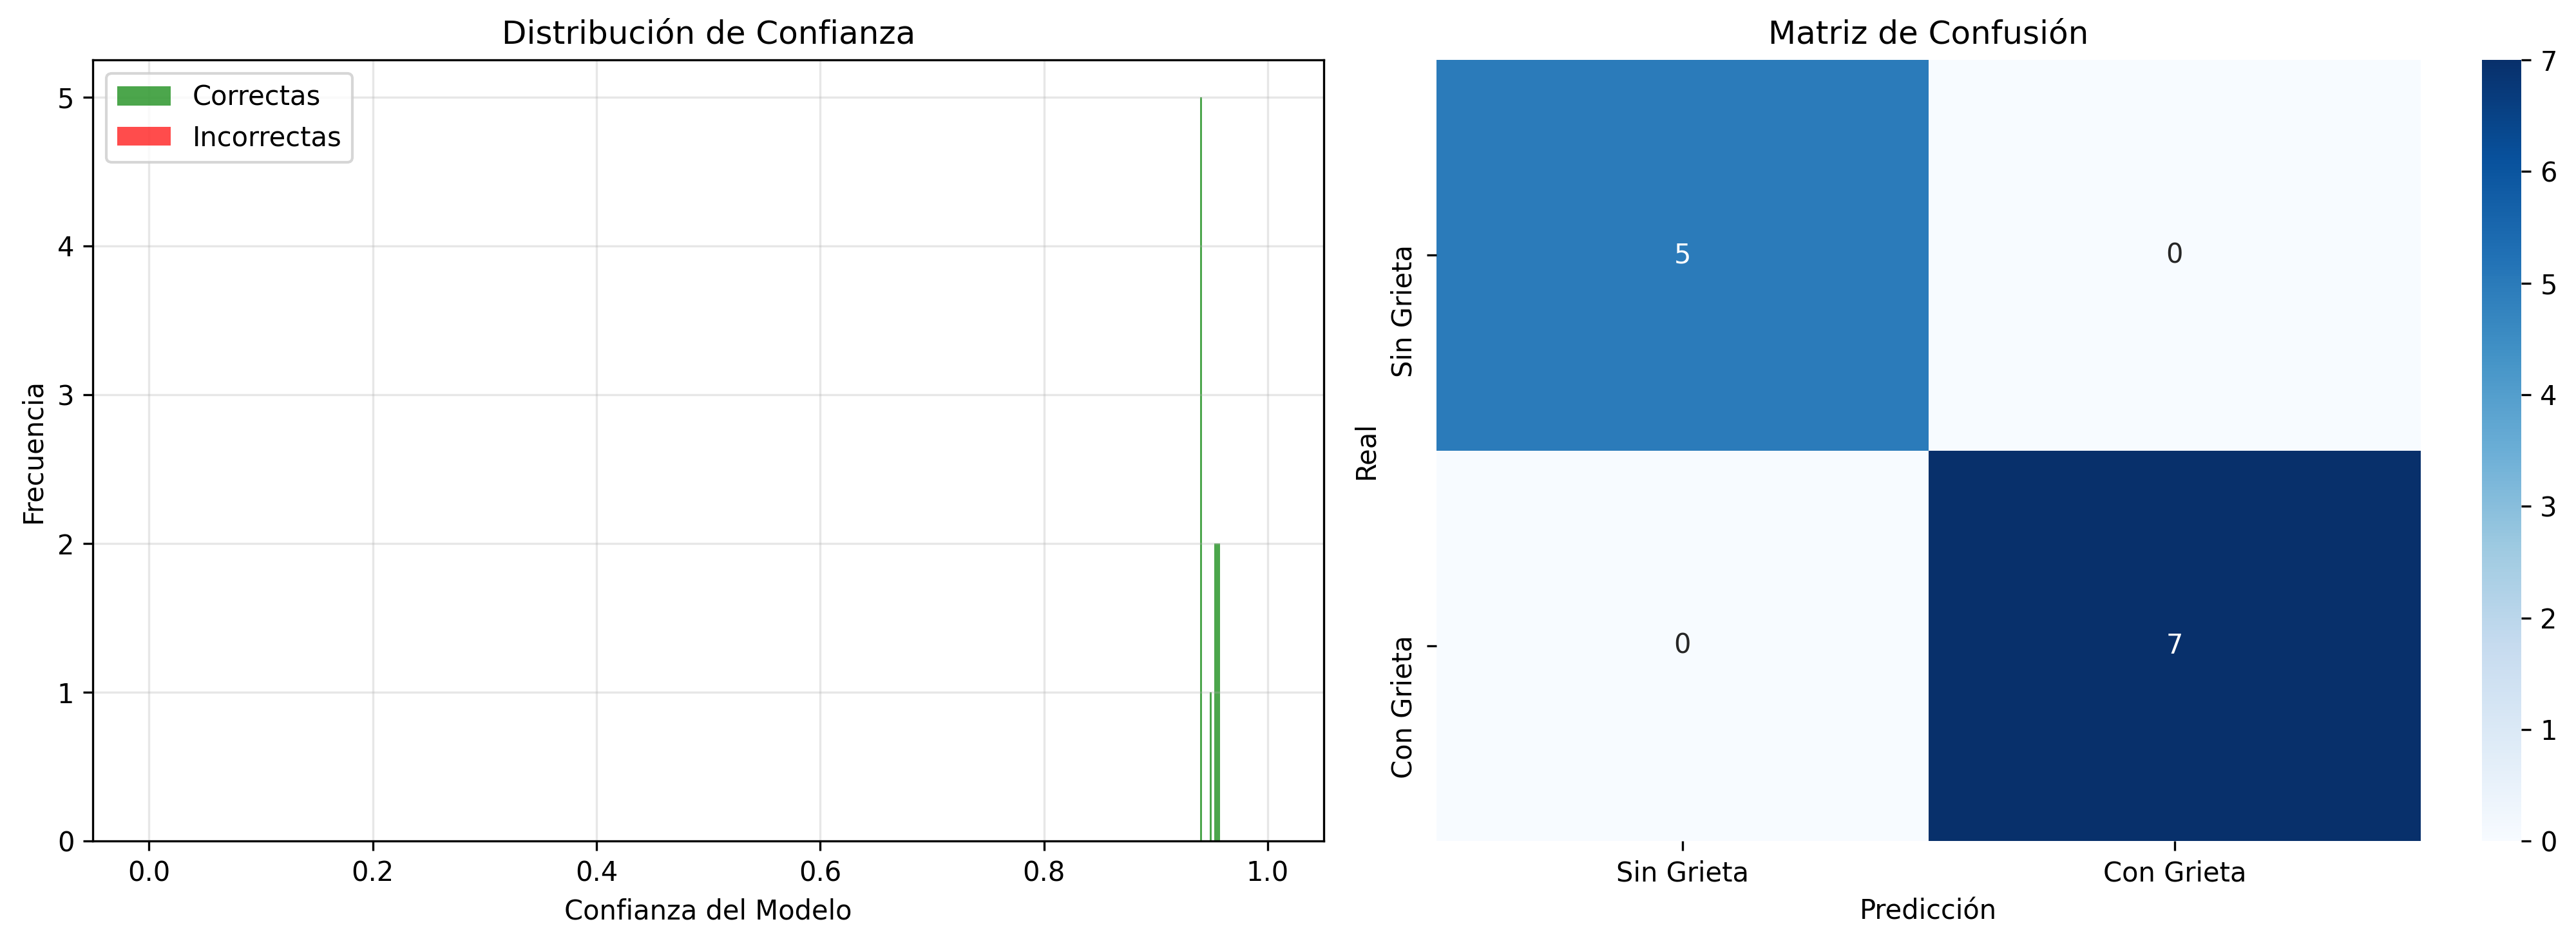 Distribución de Confianza
Correctas
Incorrectas
5
4
3
2
1
0
Frecuencia
0.0 0.2 0.4 0.6 0.8 1.0
Confianza del Modelo
Matriz de Confusión
Real
Sin Grieta
Con Grieta
5 0
0 7
Sin Grieta Con Grieta
Predicción
7
6
5
4
3
2
1
0